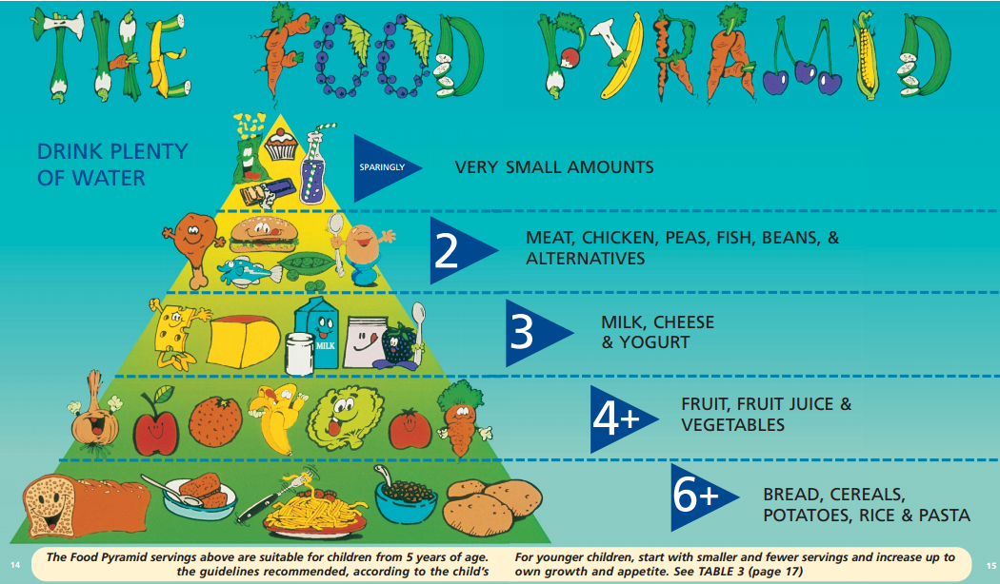 THE FOOD PYRAMID
DRINK PLENTY
OF WATER
SPARINGLY
VERY SMALL AMOUNTS
2
MEAT, CHICKEN, PEAS, FISH, BEANS, &
ALTERNATIVES
3
MILK, CHEESE
& YOGURT
MILK
4+
FRUIT, FRUIT JUICE &
VEGETABLES
6+
BREAD, CEREALS,
POTATOES, RICE & PASTA
14
The Food Pyramid servings above are suitable for children from 5 years of age.
the guidelines recommended, according to the child's
For younger children, start with smaller and fewer servings and increase up to
own growth and appetite. See TABLE 3 (page 17)
15